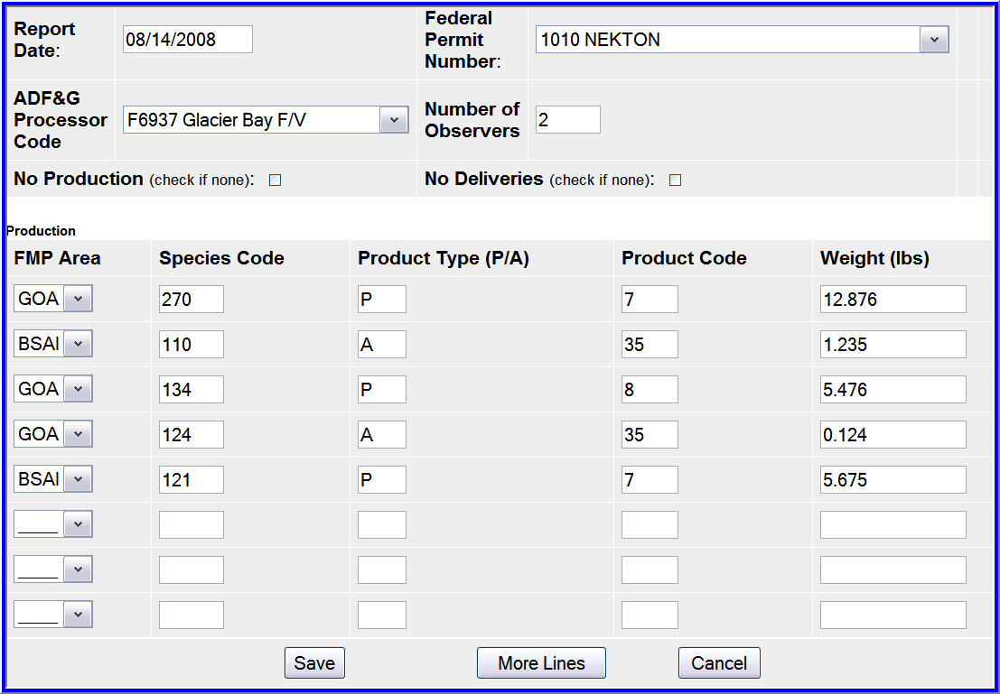 Report
Date:
08/14/2008
Federal
Permit
Number:
1010 NEKTON
ADF&G
Processor
Code
F6937 Glacier Bay F/V
Number of
Observers
2
No Production (check if none):
No Deliveries (check if none):
Production
FMP Area Species Code Product Type (P/A) Product Code Weight (lbs)
GOA 270 P 7 12.876
BSAI 110 A 35 1.235
GOA 134 P 8 5.476
GOA 124 A 35 0.124
BSAI 121 P 7 5.675
____
____
____
Save More Lines Cancel